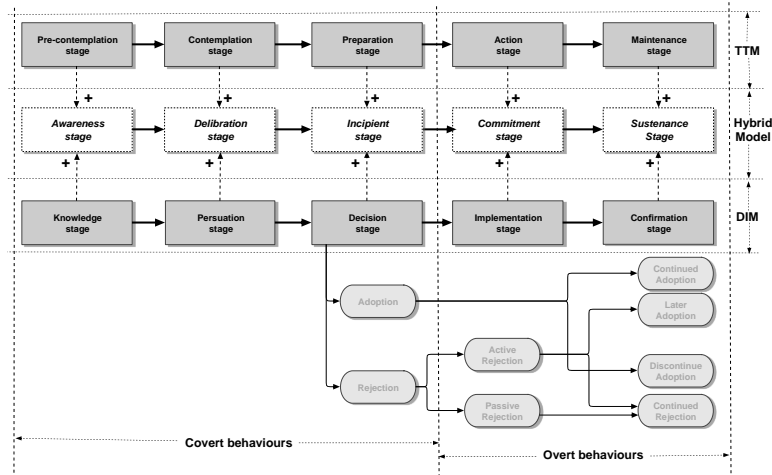 Pre-contemplation
stage
Contemplation
stage
Preparation
stage
Action
stage
Maintenance
stage
TTM
+
+
+
+
+
Awareness
stage
Delibration
stage
Incipient
stage
Commitment
stage
Sustenance
Stage
Hybrid
Model
+
+
+
+
+
Knowledge
stage
Persuation
stage
Decision
stage
Implementation
stage
Confirmation
stage
DIM
Adoption
Continued
Adoption
Later
Adoption
Rejection
Active
Rejection
Discontinue
Adoption
Passive
Rejection
Continued
Rejection
Covert behaviours
Overt behaviours